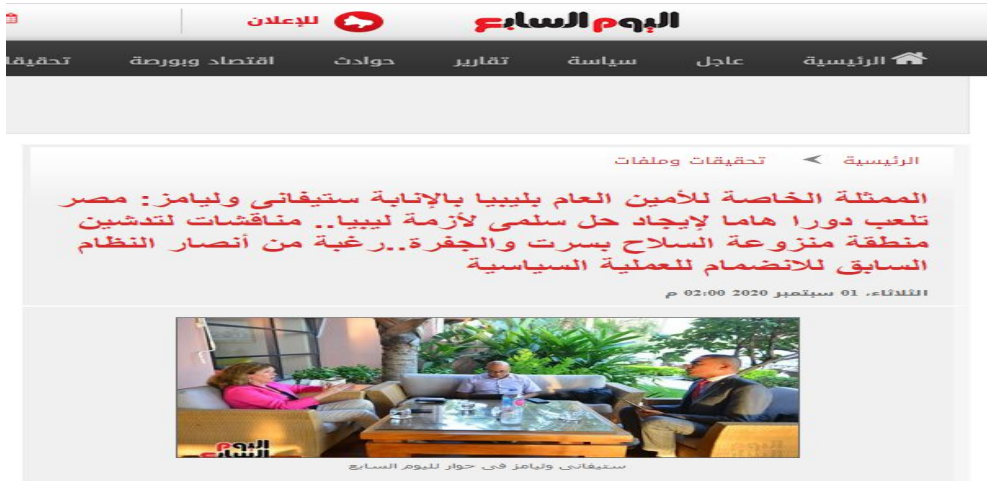 اليوم السابع
للإعلان
الرئيسية عاجل سياسة تقارير حوادث اقتصاد وبورصة تحقيقا
الرئيسية تحقيقات وملفات
الممثلة الخاصة للأمين العام بليبيا بالإنابة ستيفانى وليامز: مصر
تلعب دورا هاما لإيجاد حل سلمى لأزمة ليبيا.. مناقشات لتدشين
منطقة منزوعة السلاح بسرت والجفرة..رغبة من أنصار النظام
السابق للانضمام للعملية السياسية
الثلاثاء، 01 سبتمبر 2020 02:00 م
اليوم السابع
ستيفانى وليامز فى حوار لليوم السابع